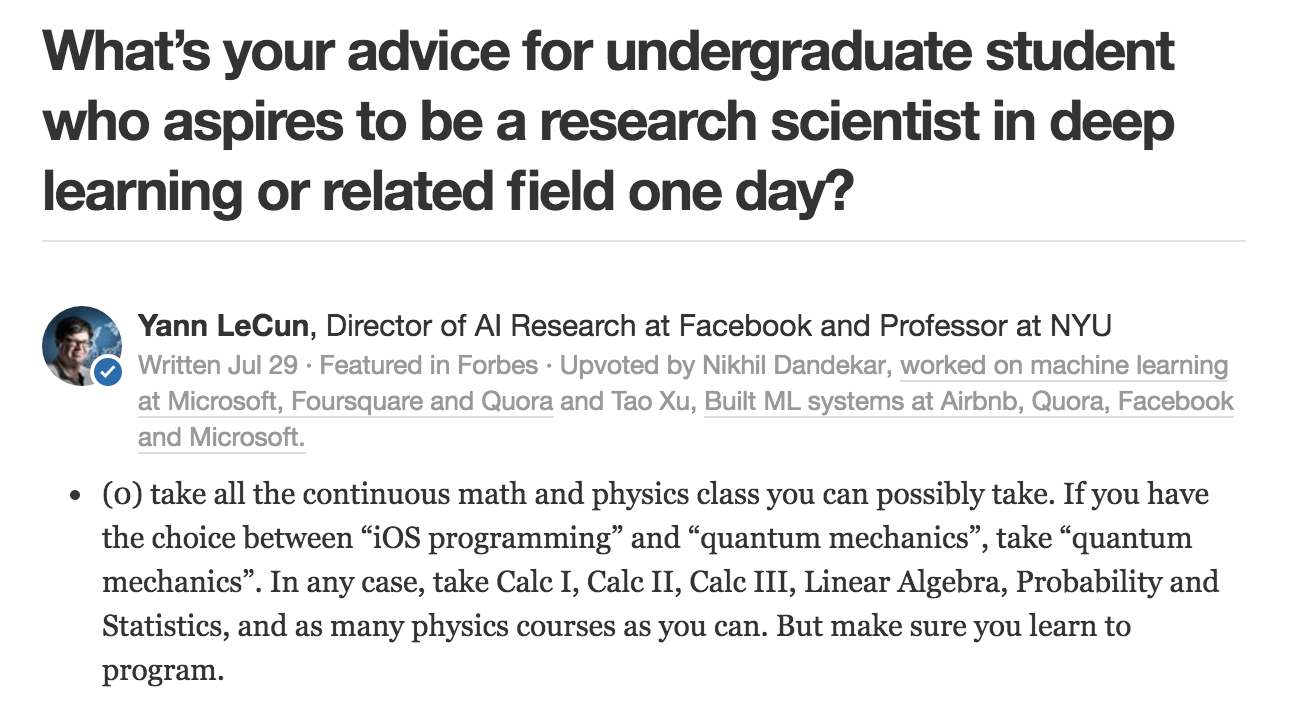 What’s your advice for undergraduate student
who aspires to be a research scientist in deep
learning or related field one day?
Yann LeCun, Director of AI Research at Facebook and Professor at NYU
Written Jul 29 · Featured in Forbes · Upvoted by Nikhil Dandekar, worked on machine learning
at Microsoft, Foursquare and Quora and Tao Xu, Built ML systems at Airbnb, Quora, Facebook
and Microsoft.
• (0) take all the continuous math and physics class you can possibly take. If you have
the choice between “iOS programming” and “quantum mechanics”, take “quantum
mechanics”. In any case, take Calc I, Calc II, Calc III, Linear Algebra, Probability and
Statistics, and as many physics courses as you can. But make sure you learn to
program.